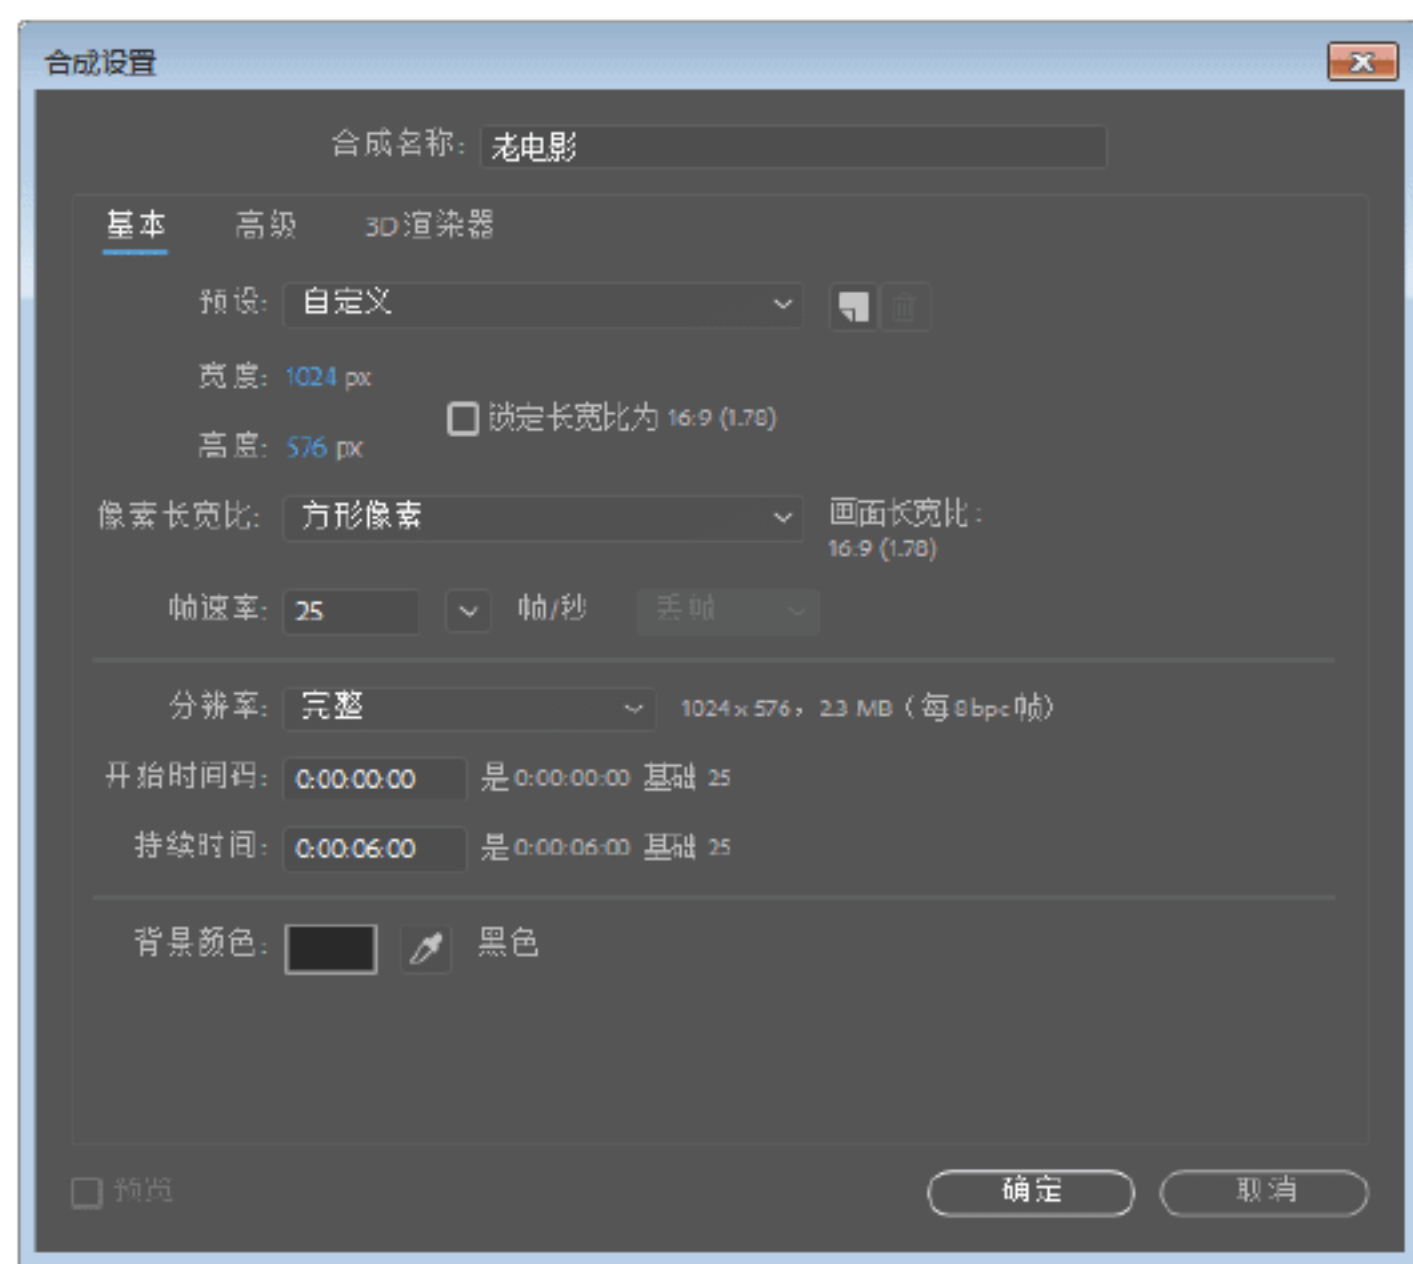 合成设置
合成名称: 老电影
基本 高级 3D渲染器
预设: 自定义
宽度: 1024 px
锁定长宽比为 16:9 (1.78)
高度: 576 px
像素长宽比: 方形像素 画面长宽比:
16:9 (1.78)
帧速率: 25 帧/秒 丢帧
分辨率: 完整 1024 x 576，2.3 MB（每 8bpc 帧）
开始时间码: 0:00:00:00 是 0:00:00:00 基础 25
持续时间: 0:00:06:00 是 0:00:06:00 基础 25
背景颜色: 黑色
预览 确定 取消